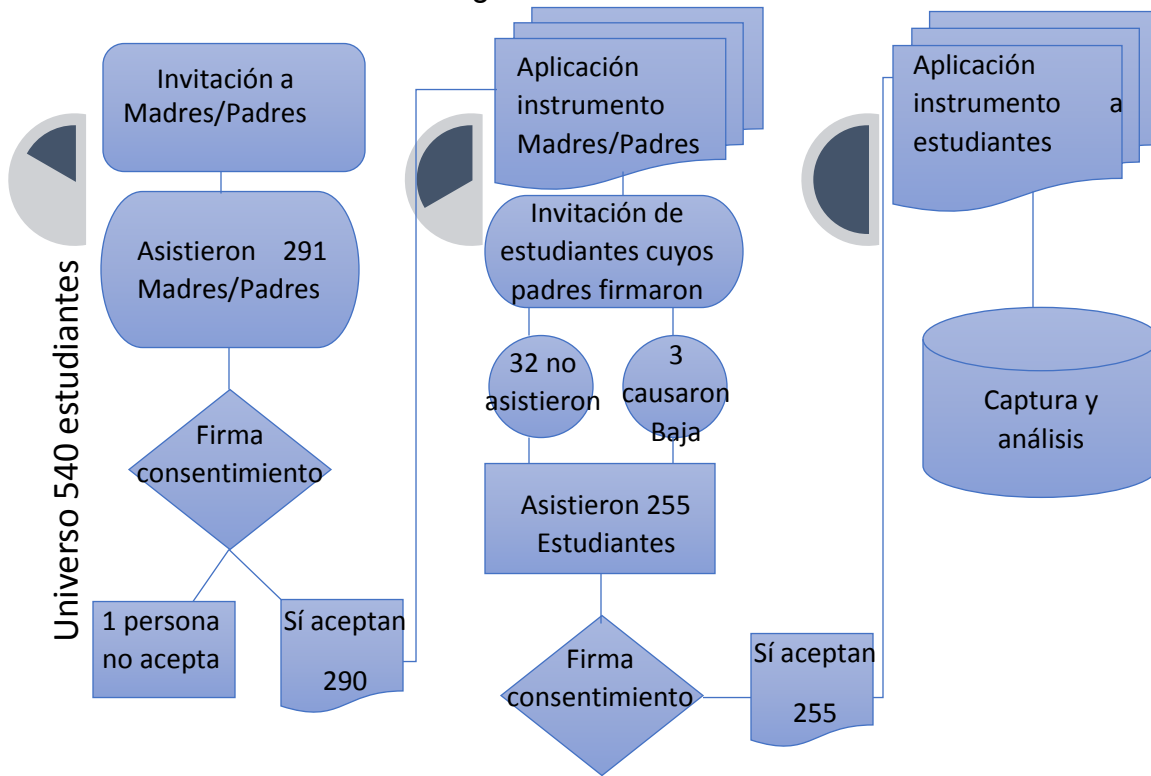 Universo 540 estudiantes
Invitación a
Madres/Padres
Asistieron 291
Madres/Padres
Firma
consentimiento
1 persona
no acepta
Sí aceptan
290
Aplicación
instrumento
Madres/Padres
Invitación de
estudiantes cuyos
padres firmaron
32 no
asistieron
3
causaron
Baja
Asistieron 255
Estudiantes
Firma
consentimiento
Sí aceptan
255
Aplicación
instrumento a
estudiantes
Captura y
análisis